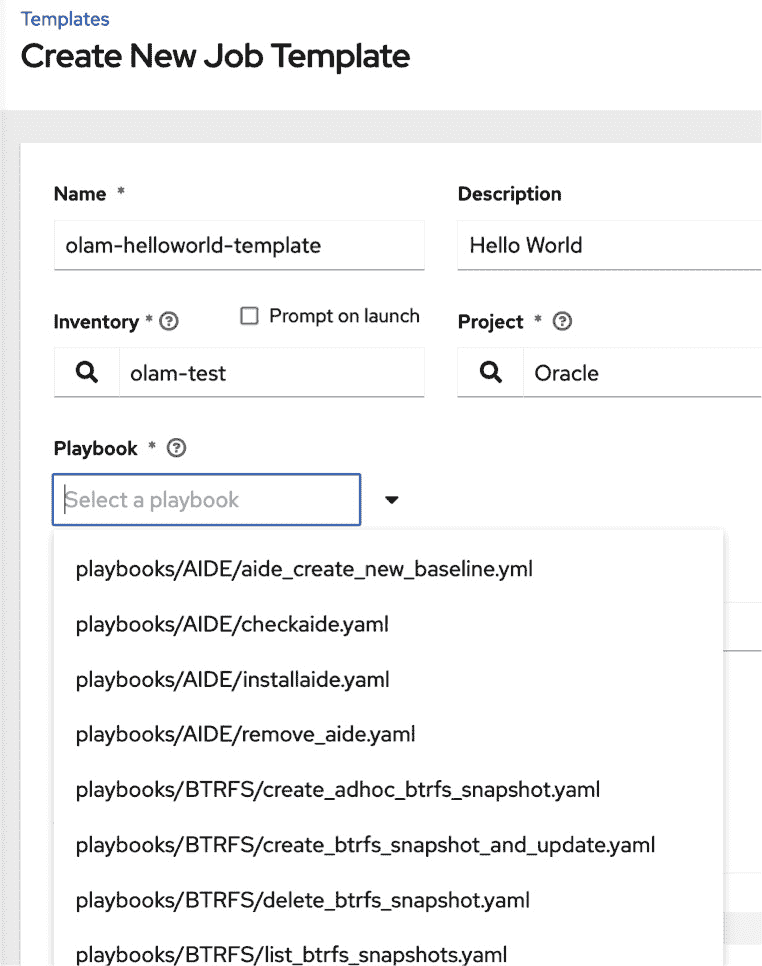 Templates
Create New Job Template
Name *
Description
olam-helloworld-template
Hello World
Inventory *
Prompt on launch
Project *
olam-test
Oracle
Playbook *
Select a playbook
playbooks/AIDE/aide_create_new_baseline.yml
playbooks/AIDE/checkaide.yaml
playbooks/AIDE/installaide.yaml
playbooks/AIDE/remove_aide.yaml
playbooks/BTRFS/create_adhoc_btrfs_snapshot.yaml
playbooks/BTRFS/create_btrfs_snapshot_and_update.yaml
playbooks/BTRFS/delete_btrfs_snapshot.yaml
playbooks/BTRFS/list_btrfs_snapshots.yaml